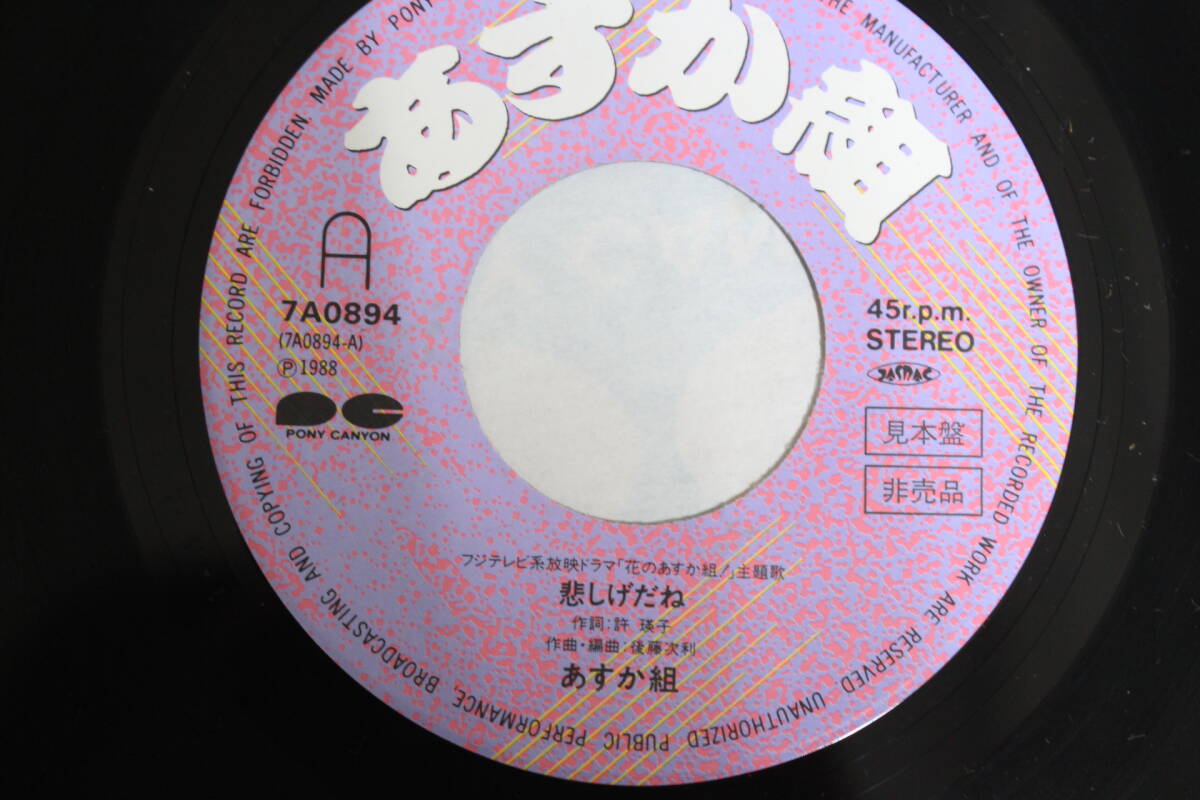 あすか組
A
7A0894
(7A0894-A)
Ⓟ1988
PONY CANYON
45r.p.m.
STEREO
JASRAC
見本盤
非売品
フジテレビ系放映ドラマ「花のあすか組!」主題歌
悲しげだね
作詞:許 瑛子
作曲・編曲:後藤次利
あすか組
THE MANUFACTURER AND OF THE OWNER OF THE RECORDED WORK ARE RESERVED. UNAUTHORIZED PUBLIC PERFORMANCE, BROADCASTING AND COPYING OF THIS RECORD ARE FORBIDDEN. MADE BY PONY